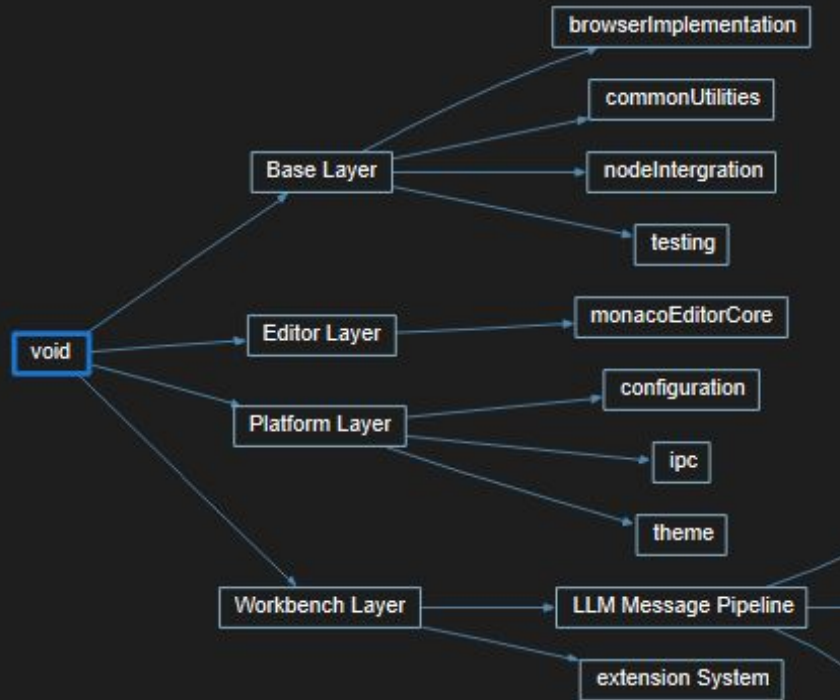 browserImplementation
commonUtilities
Base Layer
nodeIntergration
testing
monacoEditorCore
Editor Layer
void
configuration
Platform Layer
ipc
theme
Workbench Layer
LLM Message Pipeline
extension System